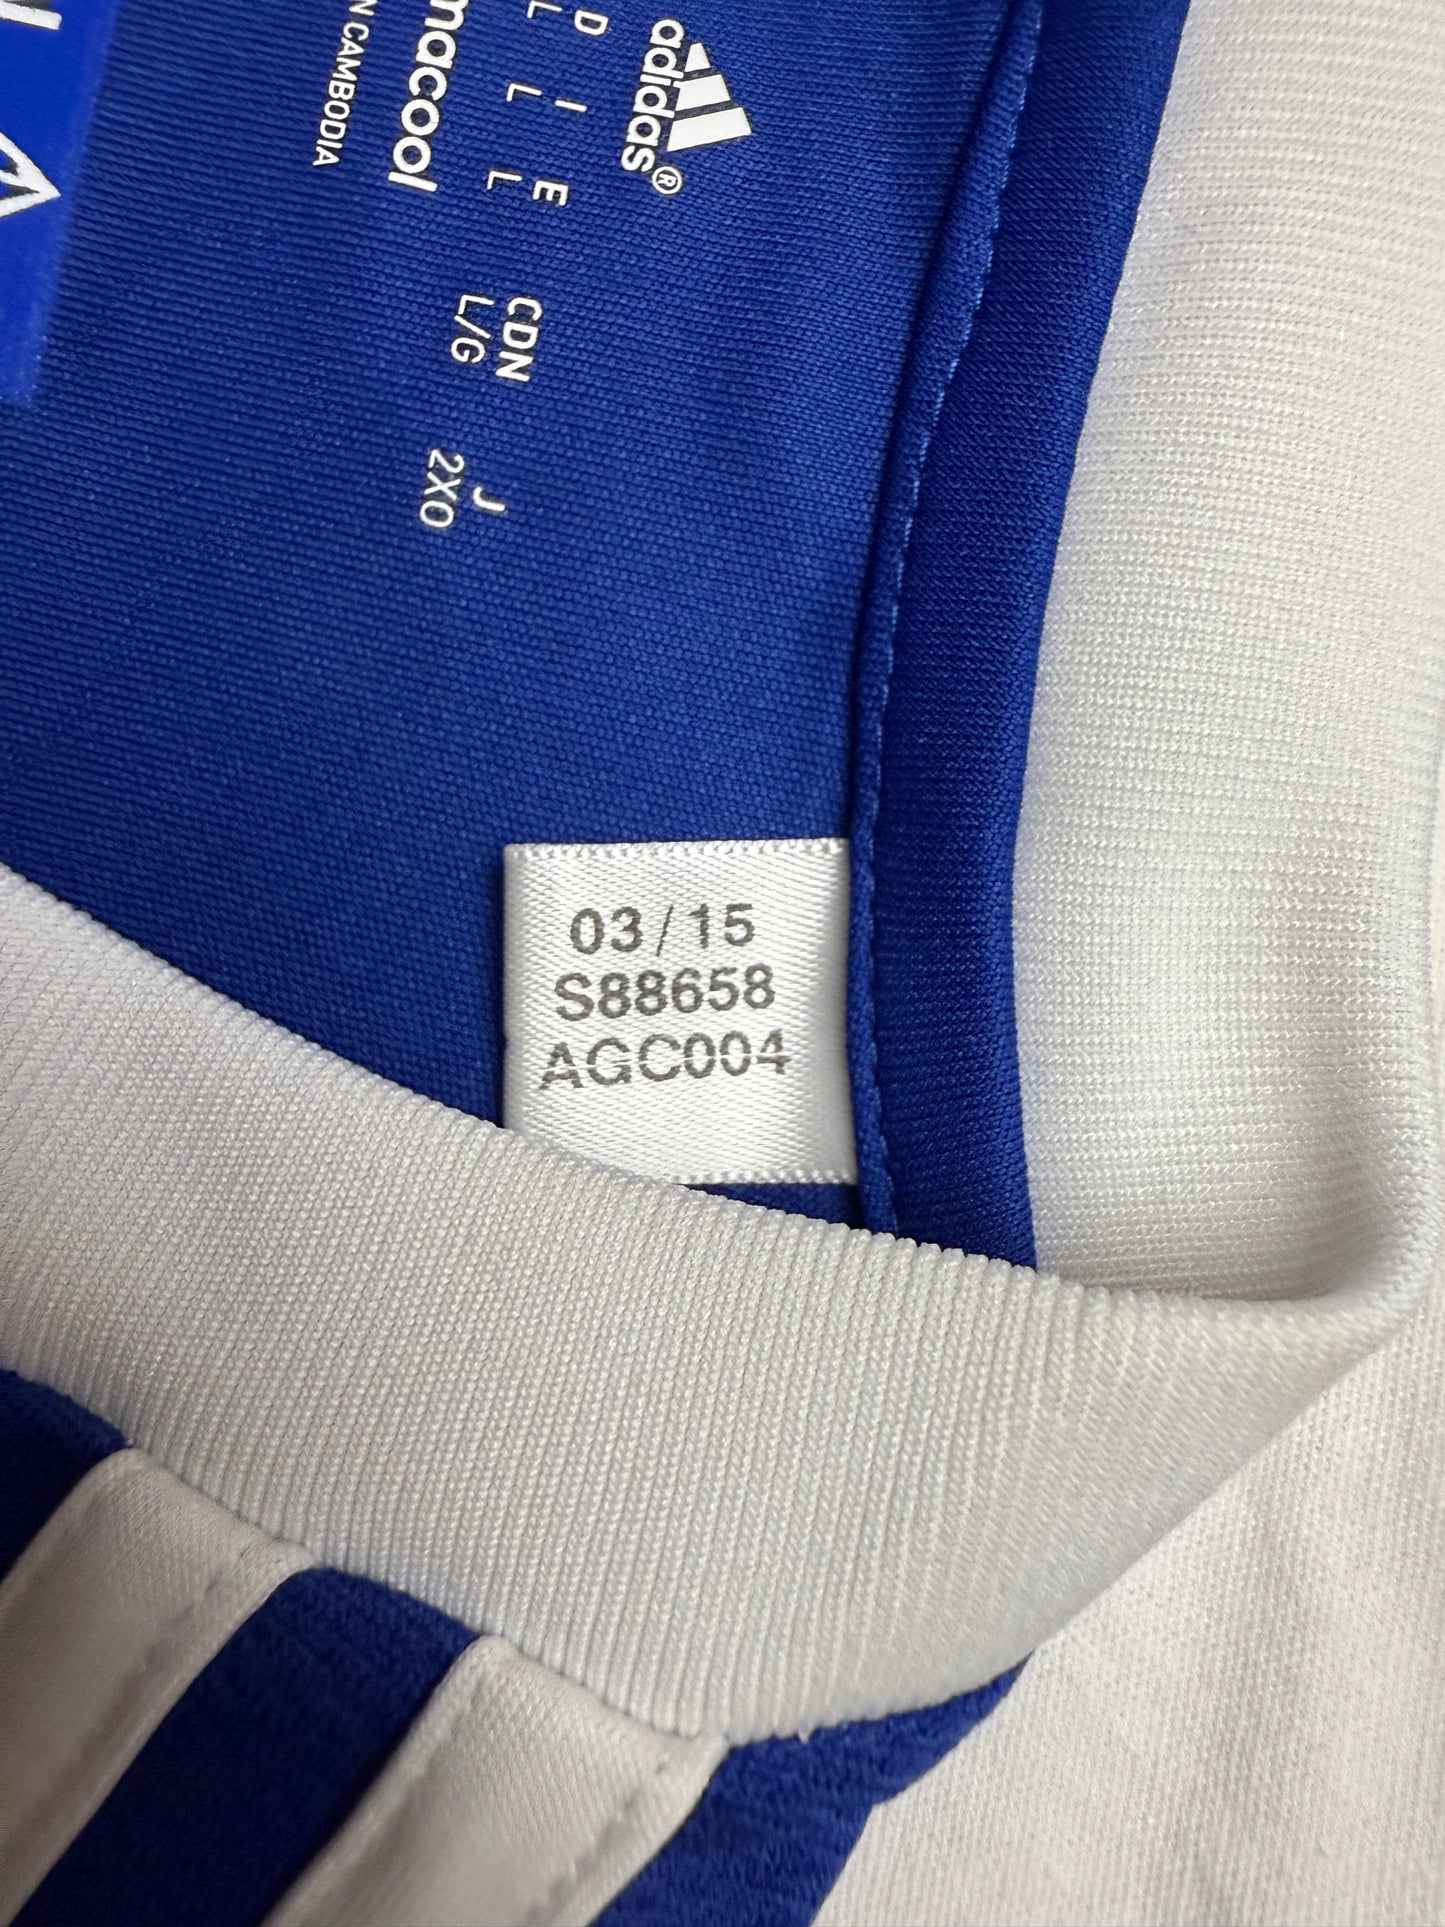 adidas®
D I E CDN J
L L L L/G 2XO
macool
N CAMBODIA
03/15
S88658
AGC004